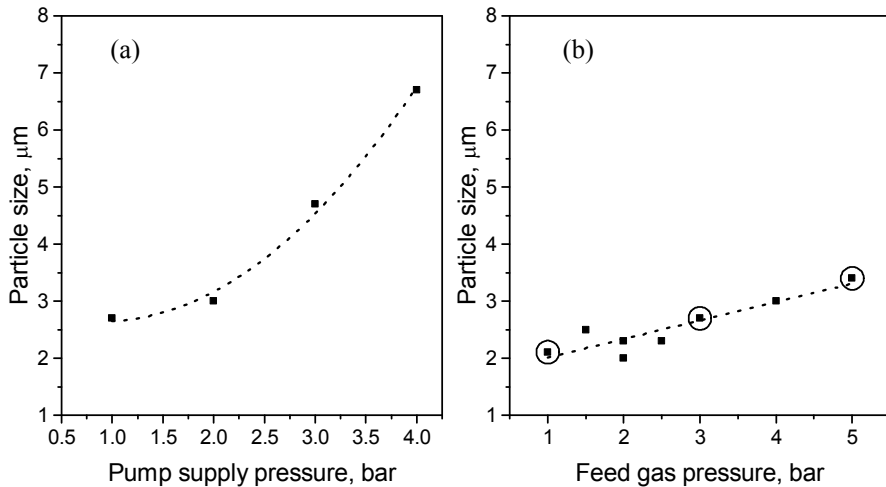 (a)
8
7
6
5
4
3
2
1
0.5 1.0 1.5 2.0 2.5 3.0 3.5 4.0
Particle size, μm
Pump supply pressure, bar
(b)
8
7
6
5
4
3
2
1
1 2 3 4 5
Particle size, μm
Feed gas pressure, bar